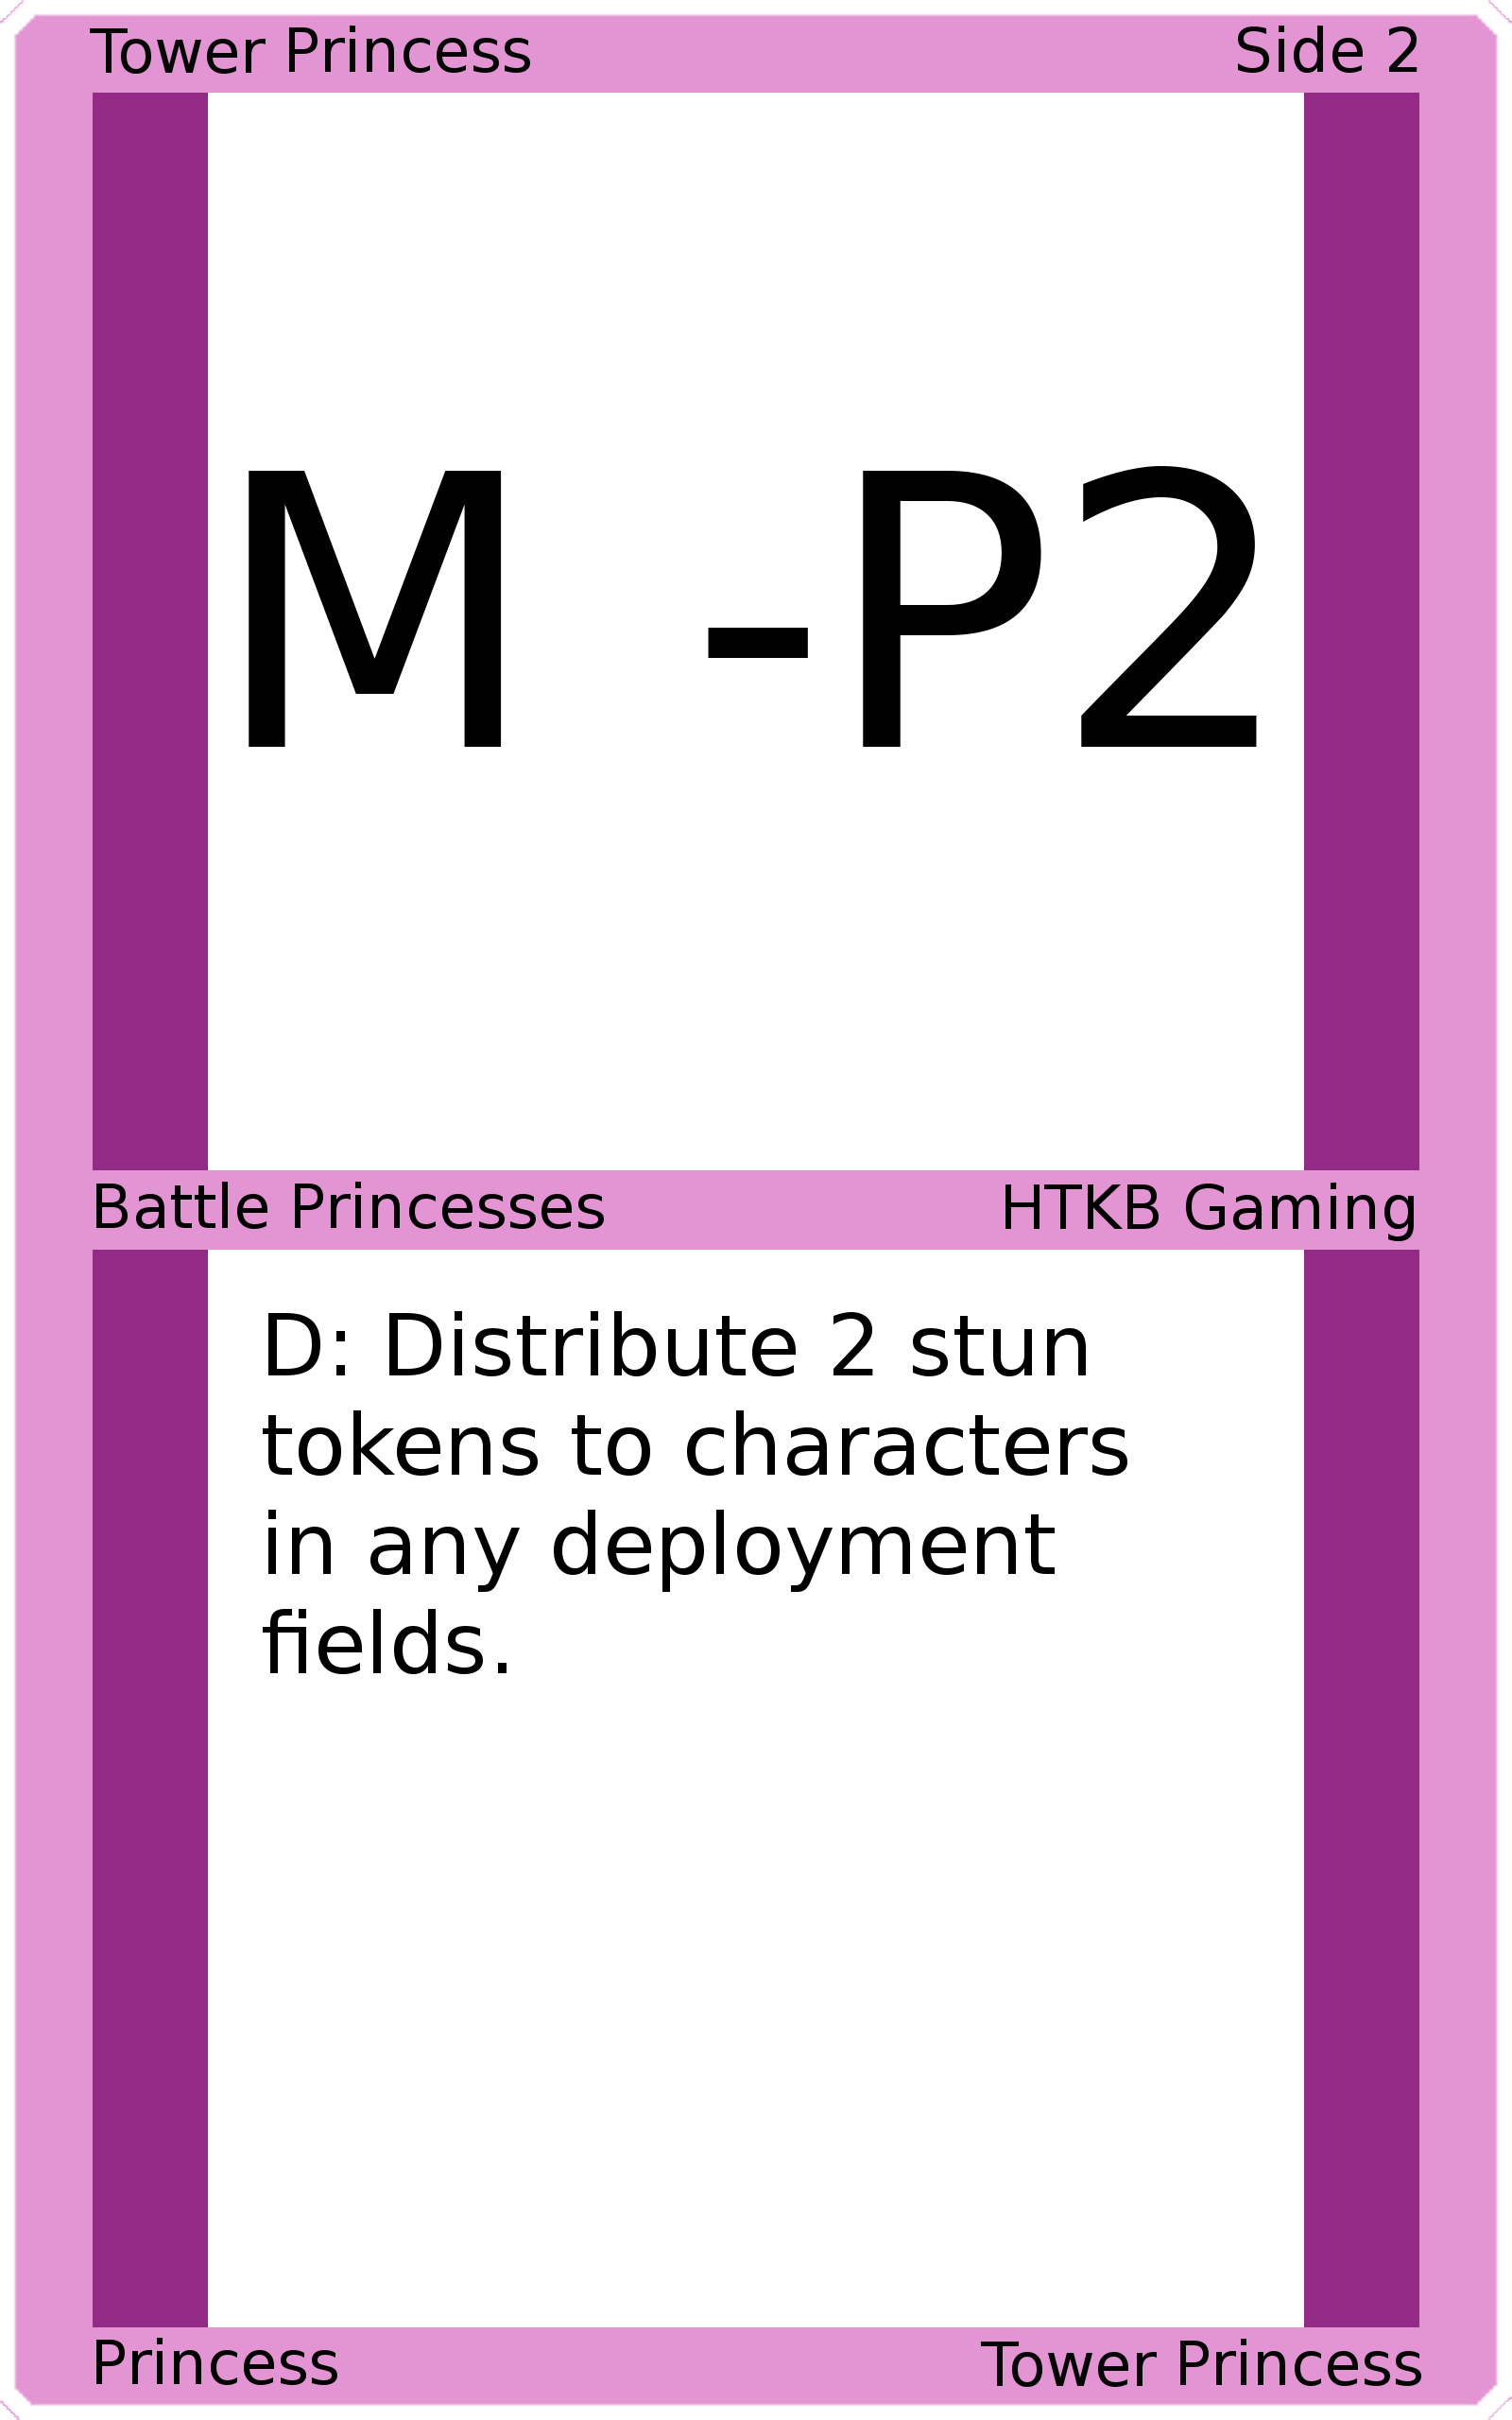 Tower Princess Side 2
M -P2
Battle Princesses HTKB Gaming
D: Distribute 2 stun
tokens to characters
in any deployment
fields.
Princess Tower Princess